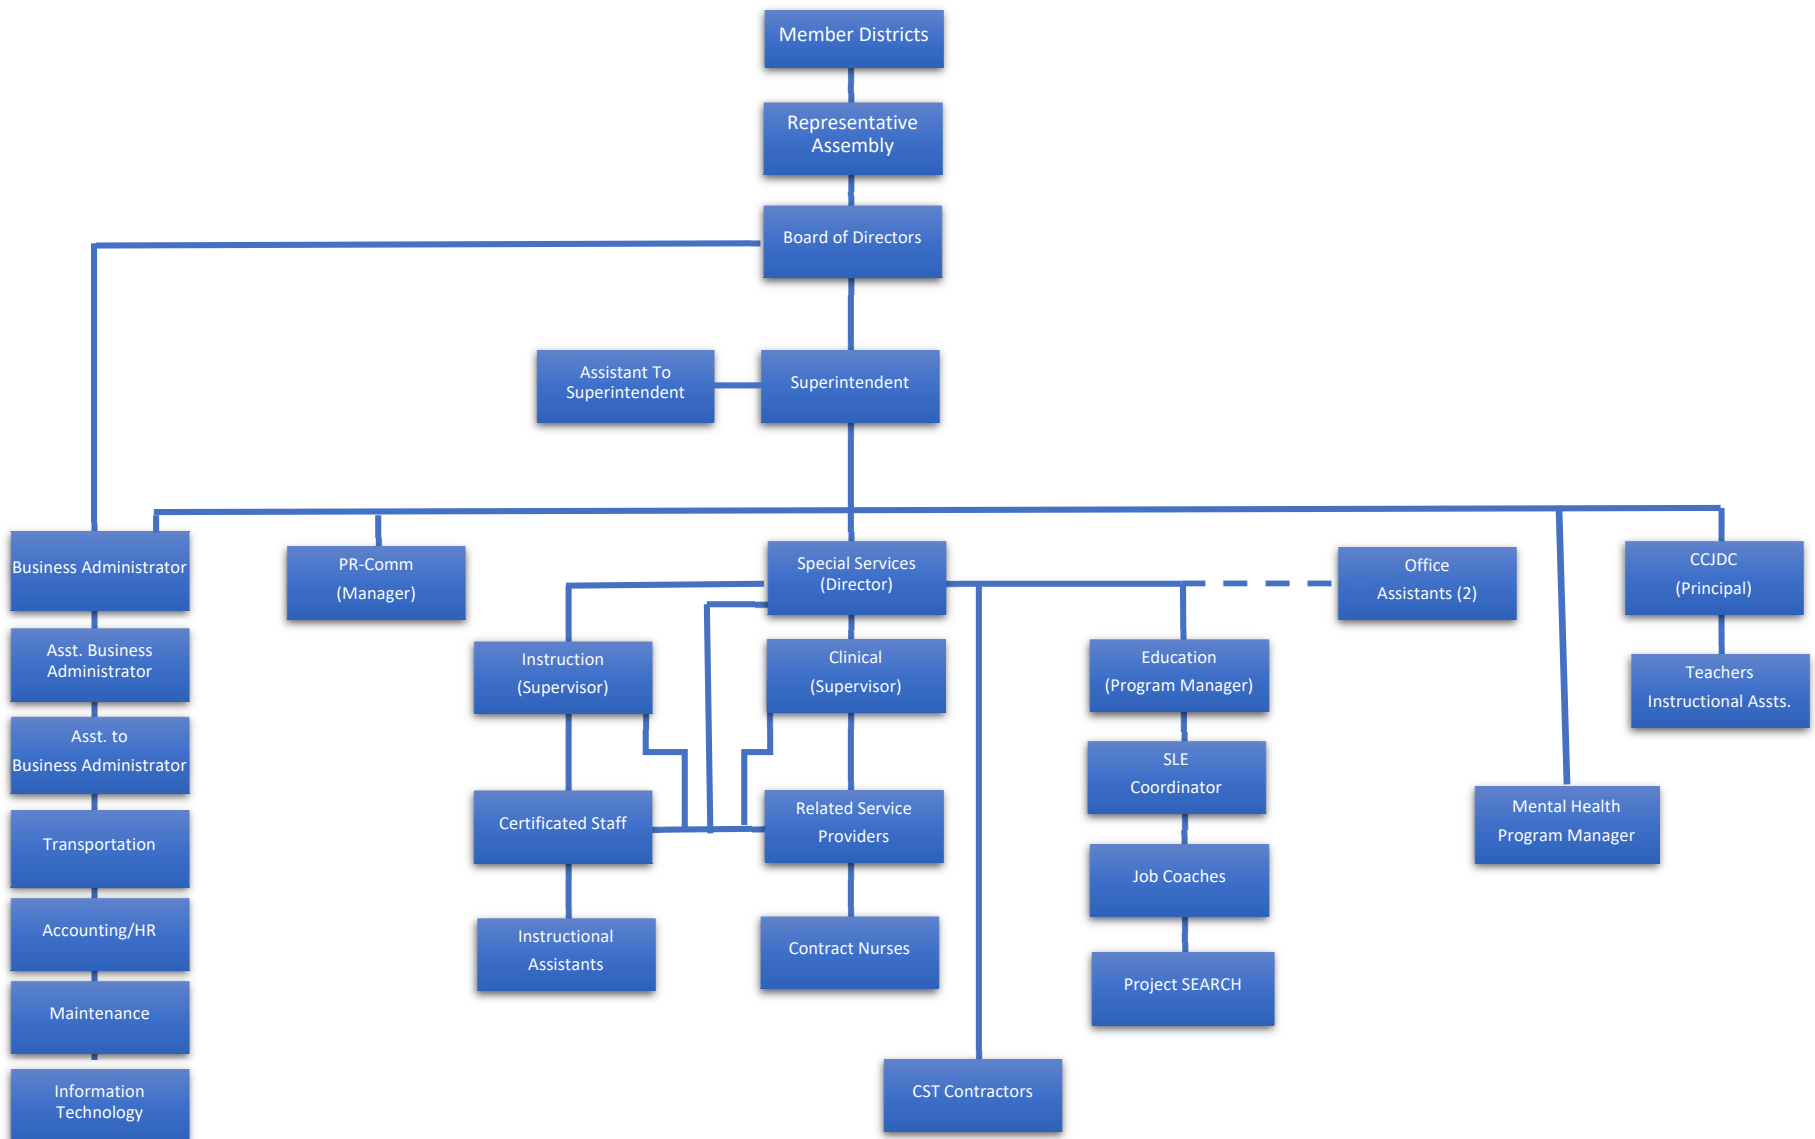 Member Districts
Representative
Assembly
Board of Directors
Assistant To
Superintendent
Superintendent
Business Administrator
PR-Comm
(Manager)
Special Services
(Director)
Office
Assistants (2)
CCJDC
(Principal)
Asst. Business
Administrator
Instruction
(Supervisor)
Clinical
(Supervisor)
Education
(Program Manager)
Teachers
Instructional Assts.
Asst. to
Business Administrator
SLE
Coordinator
Transportation
Certificated Staff
Related Service
Providers
Mental Health
Program Manager
Job Coaches
Accounting/HR
Instructional
Assistants
Contract Nurses
Project SEARCH
Maintenance
Information
Technology
CST Contractors